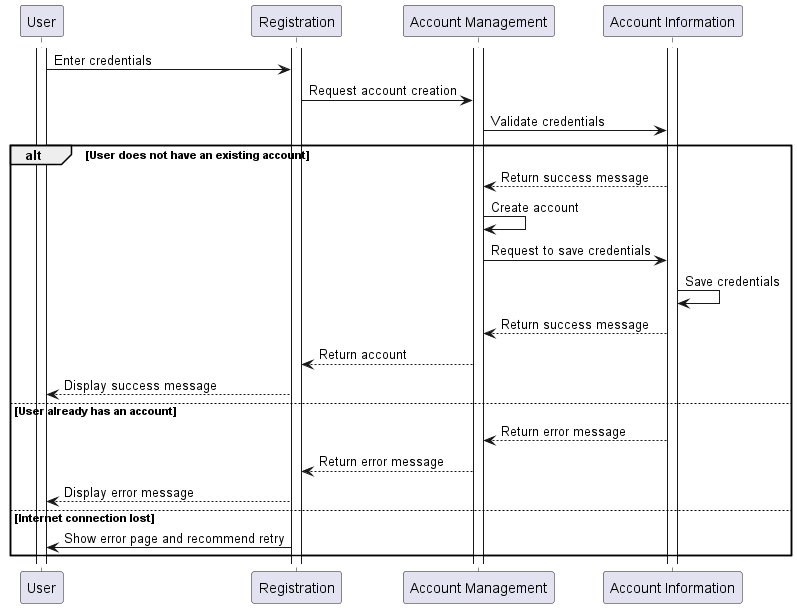 User Registration Account Management Account Information
Enter credentials
Request account creation
Validate credentials
alt [User does not have an existing account]
Return success message
Create account
Request to save credentials
Save credentials
Return success message
Return account
Display success message
[User already has an account]
Return error message
Return error message
Display error message
[Internet connection lost]
Show error page and recommend retry
User Registration Account Management Account Information